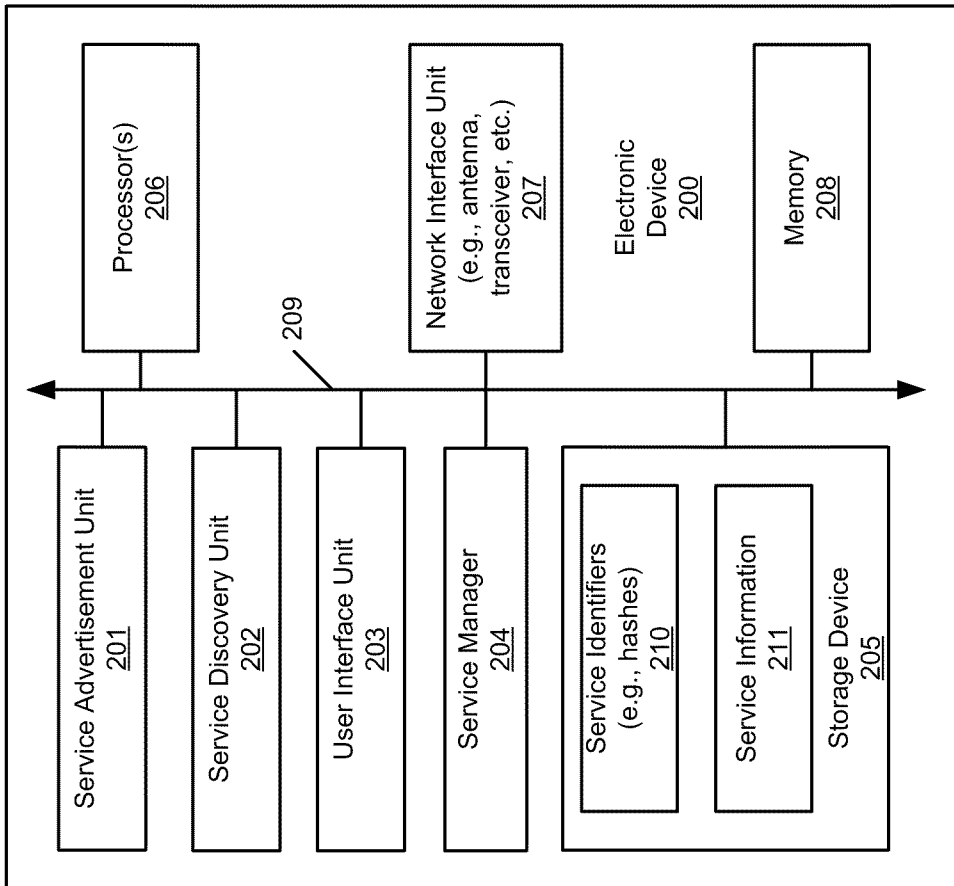 Service Advertisement Unit
201
Service Discovery Unit
202
User Interface Unit
203
Service Manager
204
Service Identifiers
(e.g., hashes)
210
Service Information
211
Storage Device
205
209
Processor(s)
206
Network Interface Unit
(e.g., antenna,
transceiver, etc.)
207
Electronic
Device
200
Memory
208